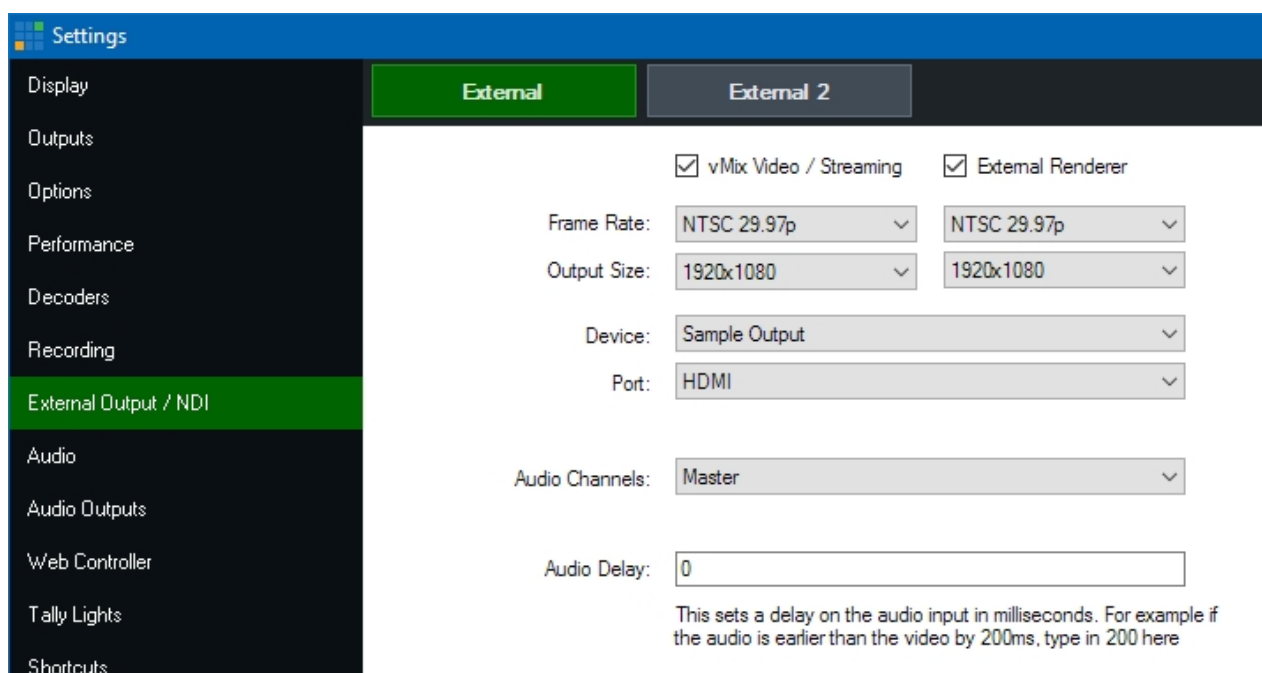 Settings
Display
Outputs
Options
Performance
Decoders
Recording
External Output / NDI
Audio
Audio Outputs
Web Controller
Tally Lights
Shortcuts
External External 2
vMix Video / Streaming External Renderer
Frame Rate: NTSC 29.97p NTSC 29.97p
Output Size: 1920x1080 1920x1080
Device: Sample Output
Port: HDMI
Audio Channels: Master
Audio Delay: 0
This sets a delay on the audio input in milliseconds. For example if
the audio is earlier than the video by 200ms, type in 200 here